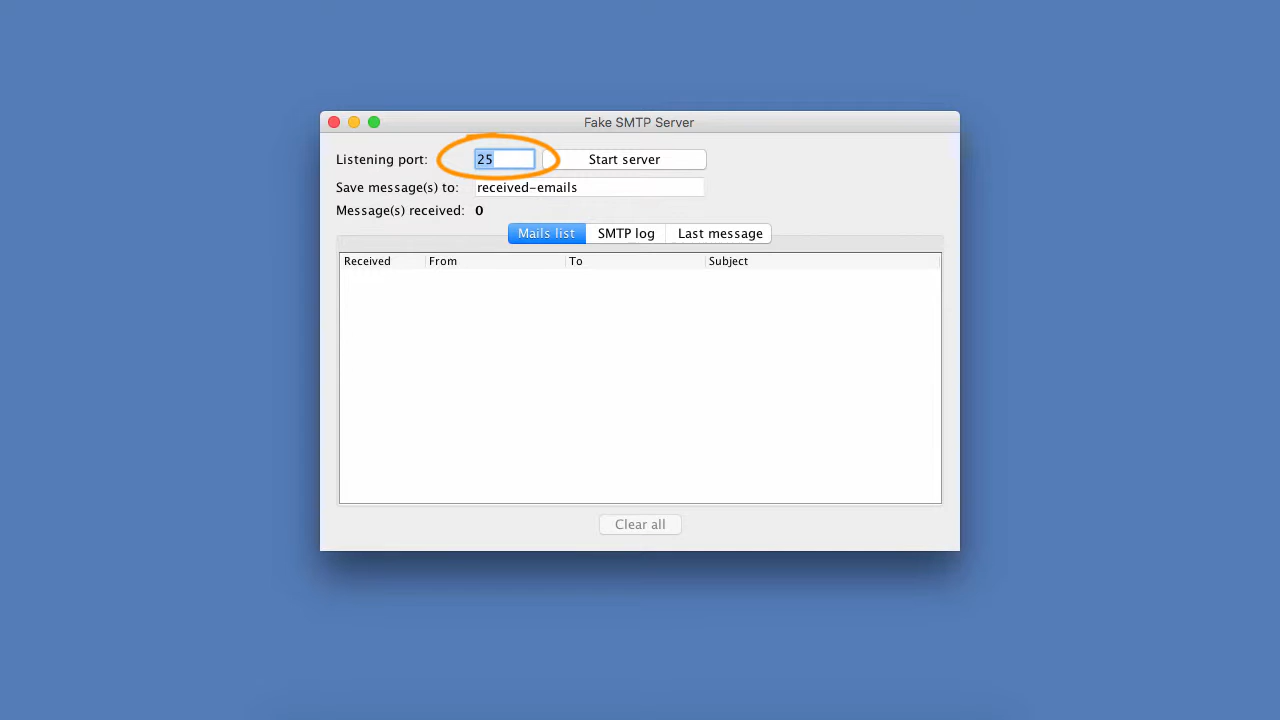 Fake SMTP Server
Listening port: 25 Start server
Save message(s) to: received-emails
Message(s) received: 0
Mails list SMTP log Last message
Received From To Subject
Clear all